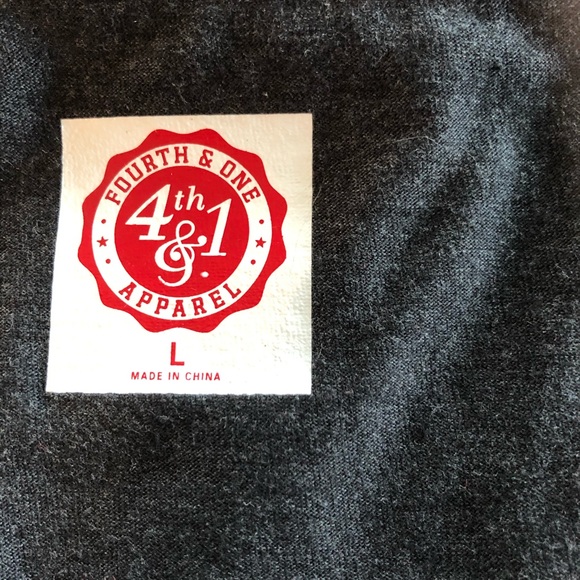 FOURTH & ONE
4th
&1.
APPAREL
L
MADE IN CHINA